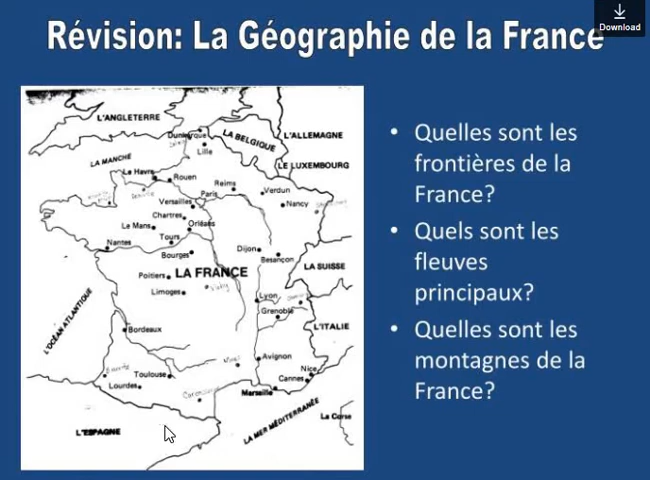 Révision: La Géographie de la France
Download
L'ANGLETERRE
Dunkerque
LA BELGIQUE
L'ALLEMAGNE
Lille
LA MANCHE
LE LUXEMBOURG
Le Havre
Rouen
Reims
Verdun
Paris
Versailles
Nancy
Chartres
Le Mans
Orléans
Tours
Nantes
Dijon
Bourges
Besançon
Poitiers
LA FRANCE
LA SUISSE
Limoges
Vichy
Lyon
L'OCÉAN ATLANTIQUE
Grenoble
Bordeaux
L'ITALIE
Avignon
Toulouse
Nice
Lourdes
Cannes
Marseille
LA MER MÉDITERRANÉE
La Corse
L'ESPAGNE
• Quelles sont les
frontières de la
France?
• Quels sont les
fleuves
principaux?
• Quelles sont les
montagnes de la
France?